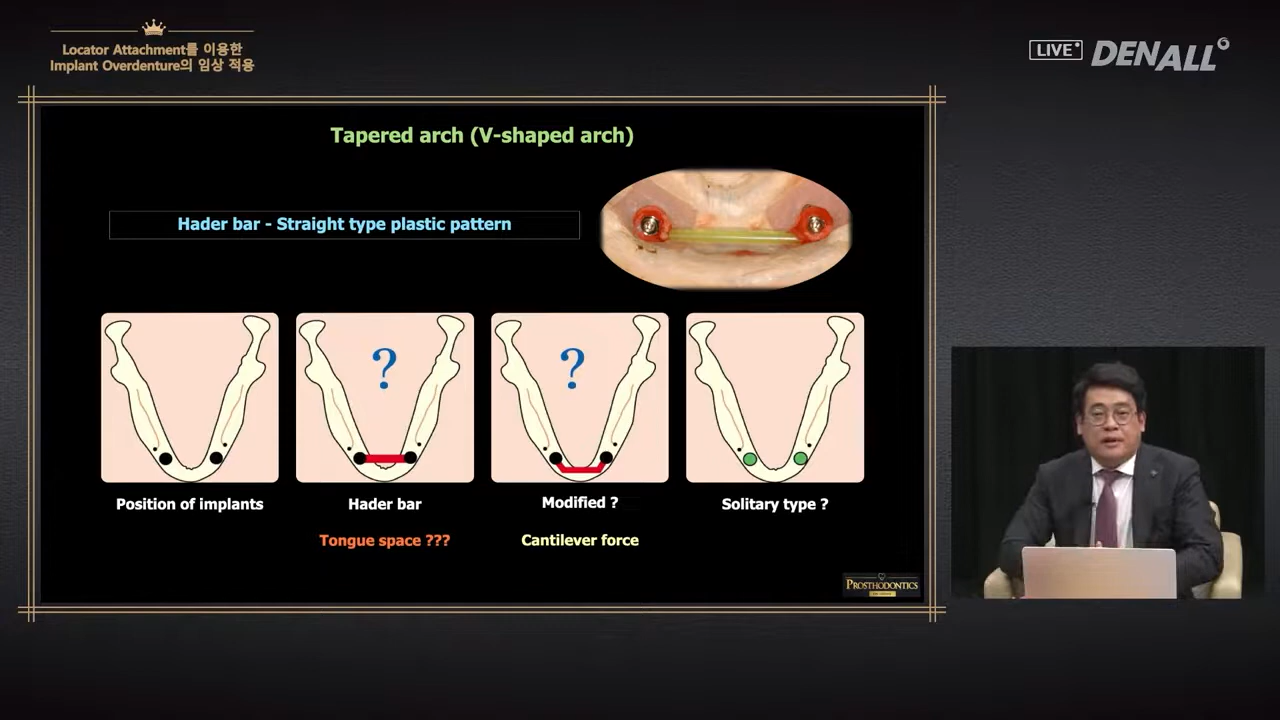 Locator Attachment를 이용한
Implant Overdenture의 임상 적용
LIVE
DENALL
Tapered arch (V-shaped arch)
Hader bar - Straight type plastic pattern
?
?
Position of implants
Hader bar
Modified ?
Solitary type ?
Tongue space ???
Cantilever force
PROSTHODONTICS